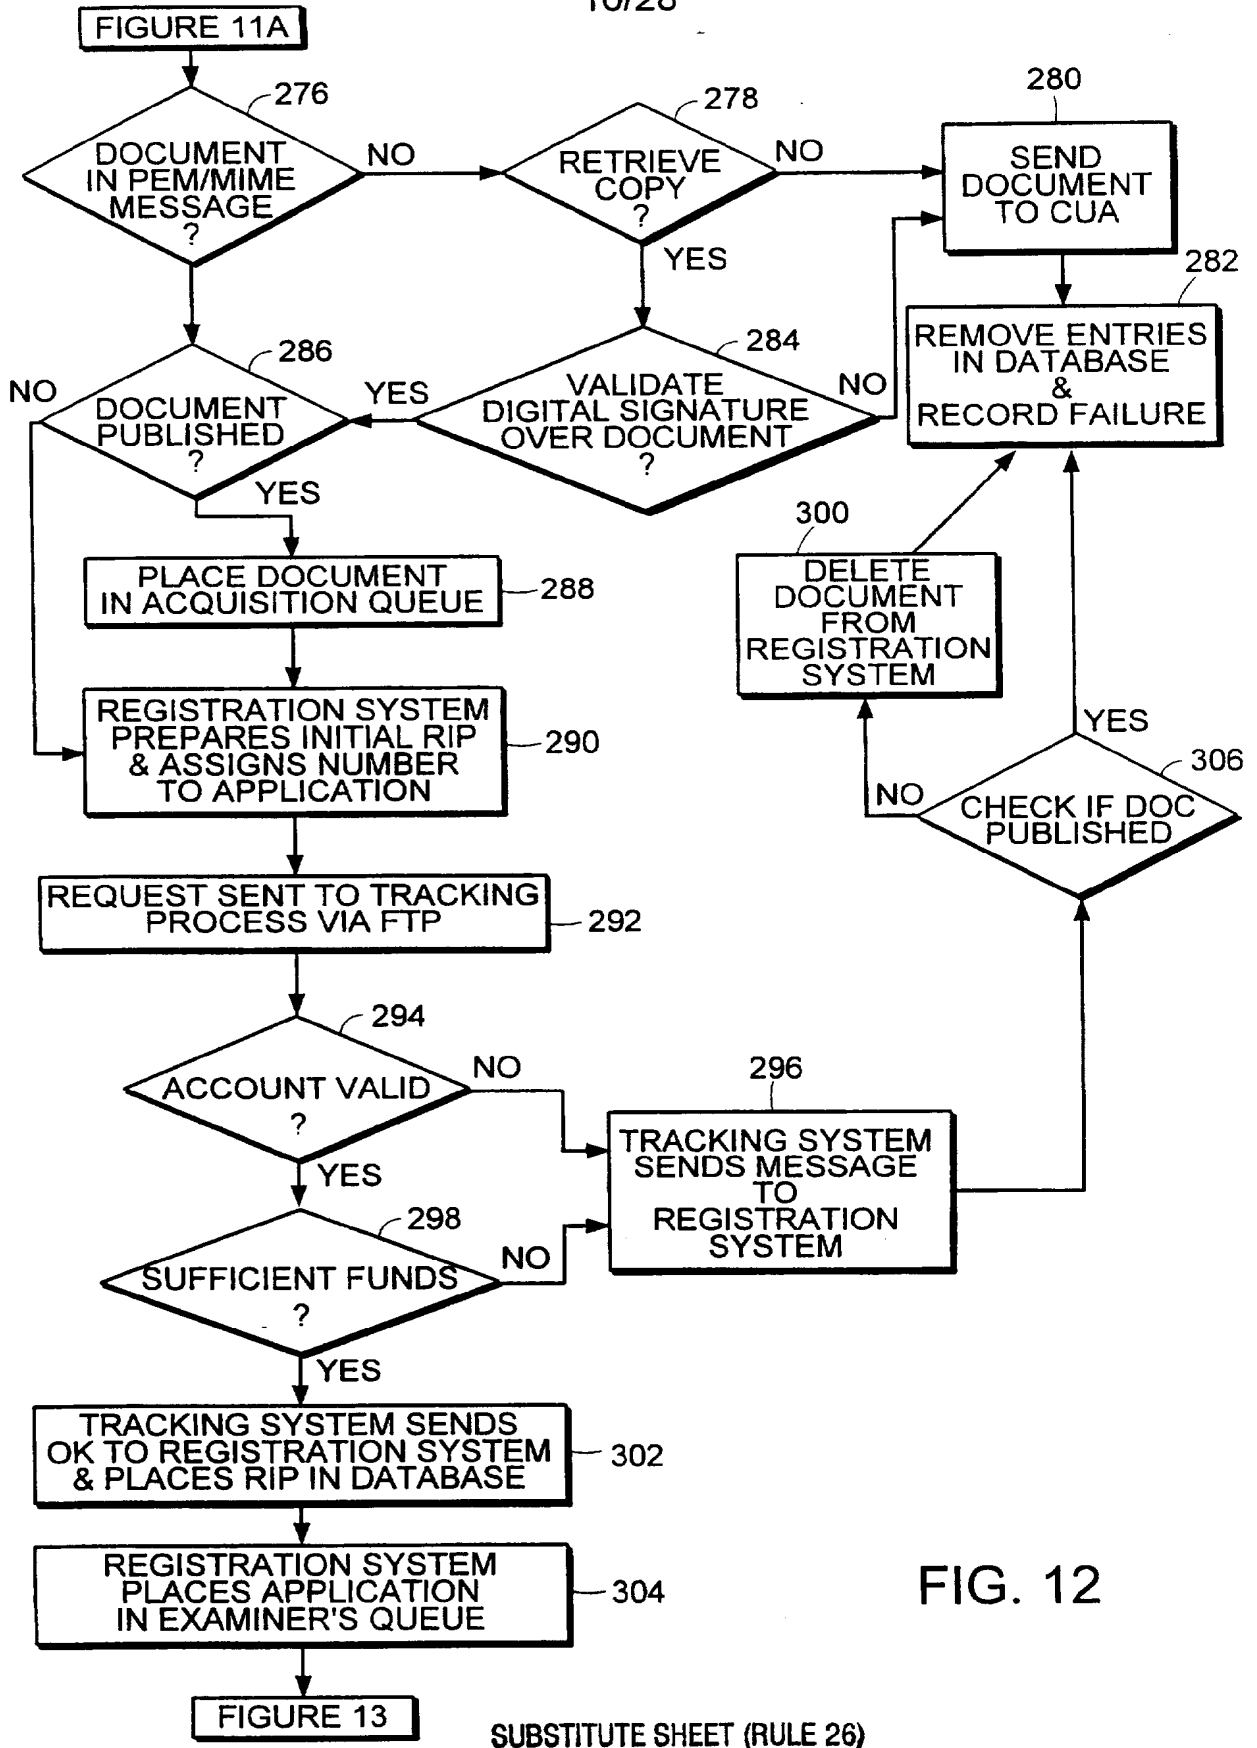 10/28
FIGURE 11A
276
DOCUMENT
IN PEM/MIME
MESSAGE
?
NO
278
RETRIEVE
COPY
?
NO
YES
280
SEND
DOCUMENT
TO CUA
282
REMOVE ENTRIES
IN DATABASE
&
RECORD FAILURE
286
NO
DOCUMENT
PUBLISHED
?
YES
YES
284
VALIDATE
DIGITAL SIGNATURE
OVER DOCUMENT
?
NO
PLACE DOCUMENT
IN ACQUISITION QUEUE
288
300
DELETE
DOCUMENT
FROM
REGISTRATION
SYSTEM
REGISTRATION SYSTEM
PREPARES INITIAL RIP
& ASSIGNS NUMBER
TO APPLICATION
290
YES
306
NO
CHECK IF DOC
PUBLISHED
REQUEST SENT TO TRACKING
PROCESS VIA FTP
292
294
ACCOUNT VALID
?
NO
YES
296
TRACKING SYSTEM
SENDS MESSAGE
TO
REGISTRATION
SYSTEM
298
SUFFICIENT FUNDS
?
NO
YES
TRACKING SYSTEM SENDS
OK TO REGISTRATION SYSTEM
& PLACES RIP IN DATABASE
302
REGISTRATION SYSTEM
PLACES APPLICATION
IN EXAMINER'S QUEUE
304
FIG. 12
FIGURE 13
SUBSTITUTE SHEET (RULE 26)